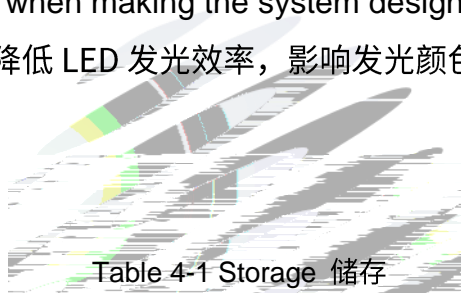 when making the system design
降低 LED 发光效率，影响发光颜色
Table 4-1 Storage 储存